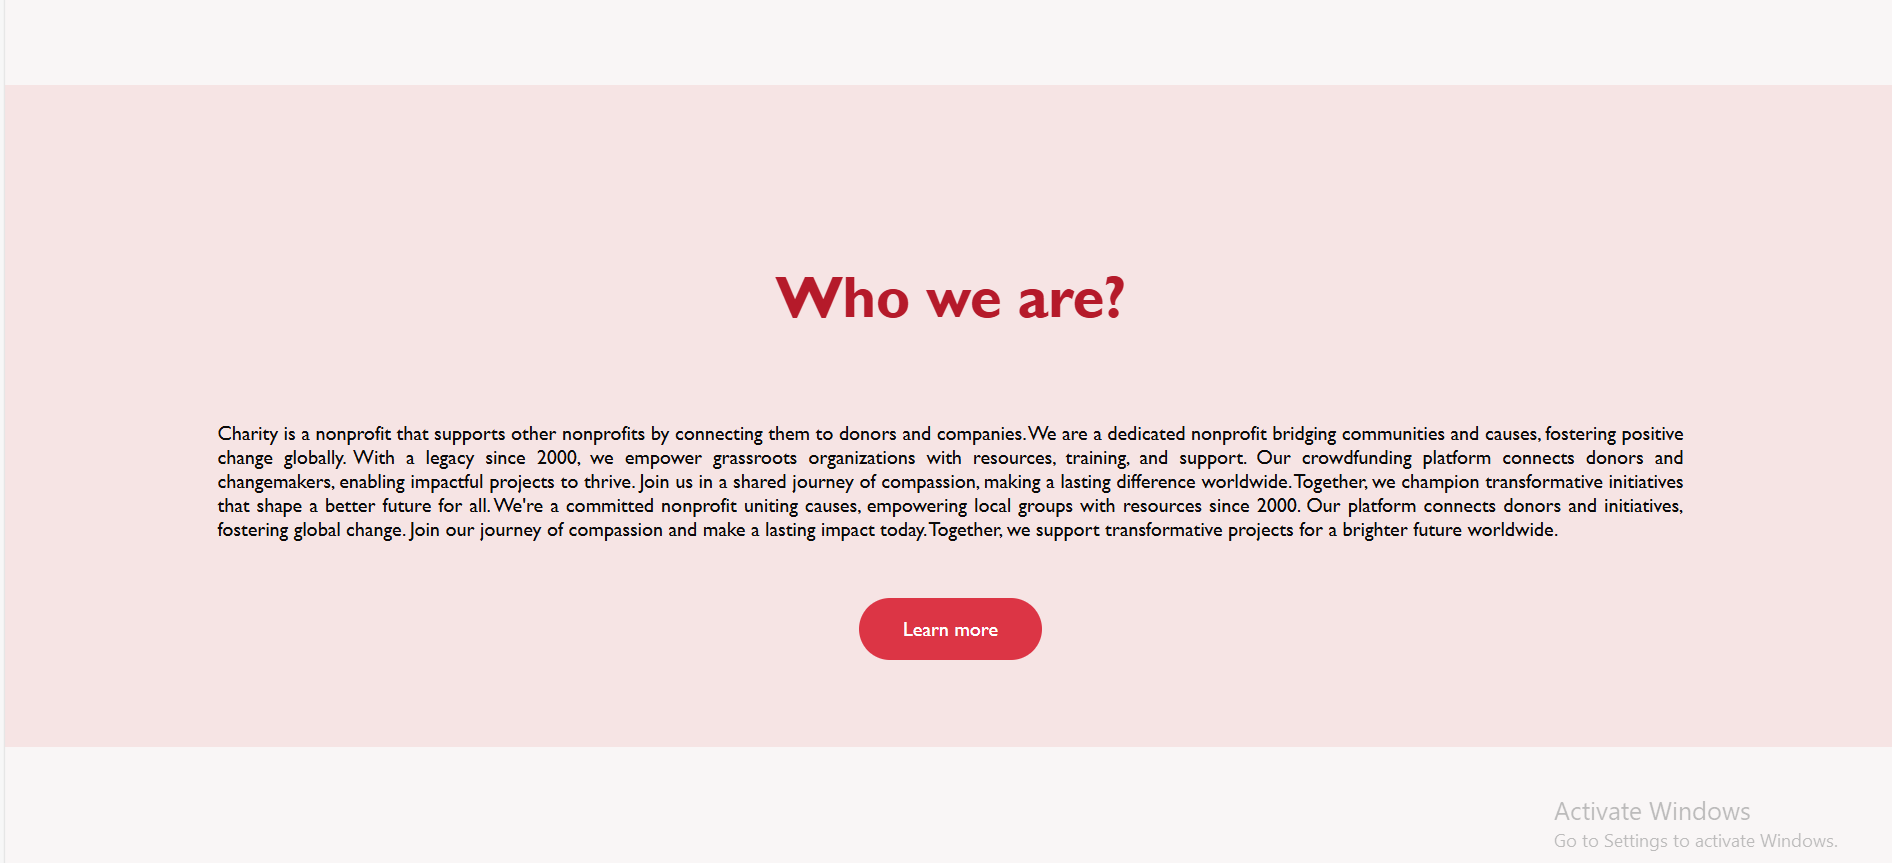 Who we are?
Charity is a nonprofit that supports other nonprofits by connecting them to donors and companies. We are a dedicated nonprofit bridging communities and causes, fostering positive
change globally. With a legacy since 2000, we empower grassroots organizations with resources, training, and support. Our crowdfunding platform connects donors and
changemakers, enabling impactful projects to thrive. Join us in a shared journey of compassion, making a lasting difference worldwide. Together, we champion transformative initiatives
that shape a better future for all. We're a committed nonprofit uniting causes, empowering local groups with resources since 2000. Our platform connects donors and initiatives,
fostering global change. Join our journey of compassion and make a lasting impact today. Together, we support transformative projects for a brighter future worldwide.
Learn more
Activate Windows
Go to Settings to activate Windows.